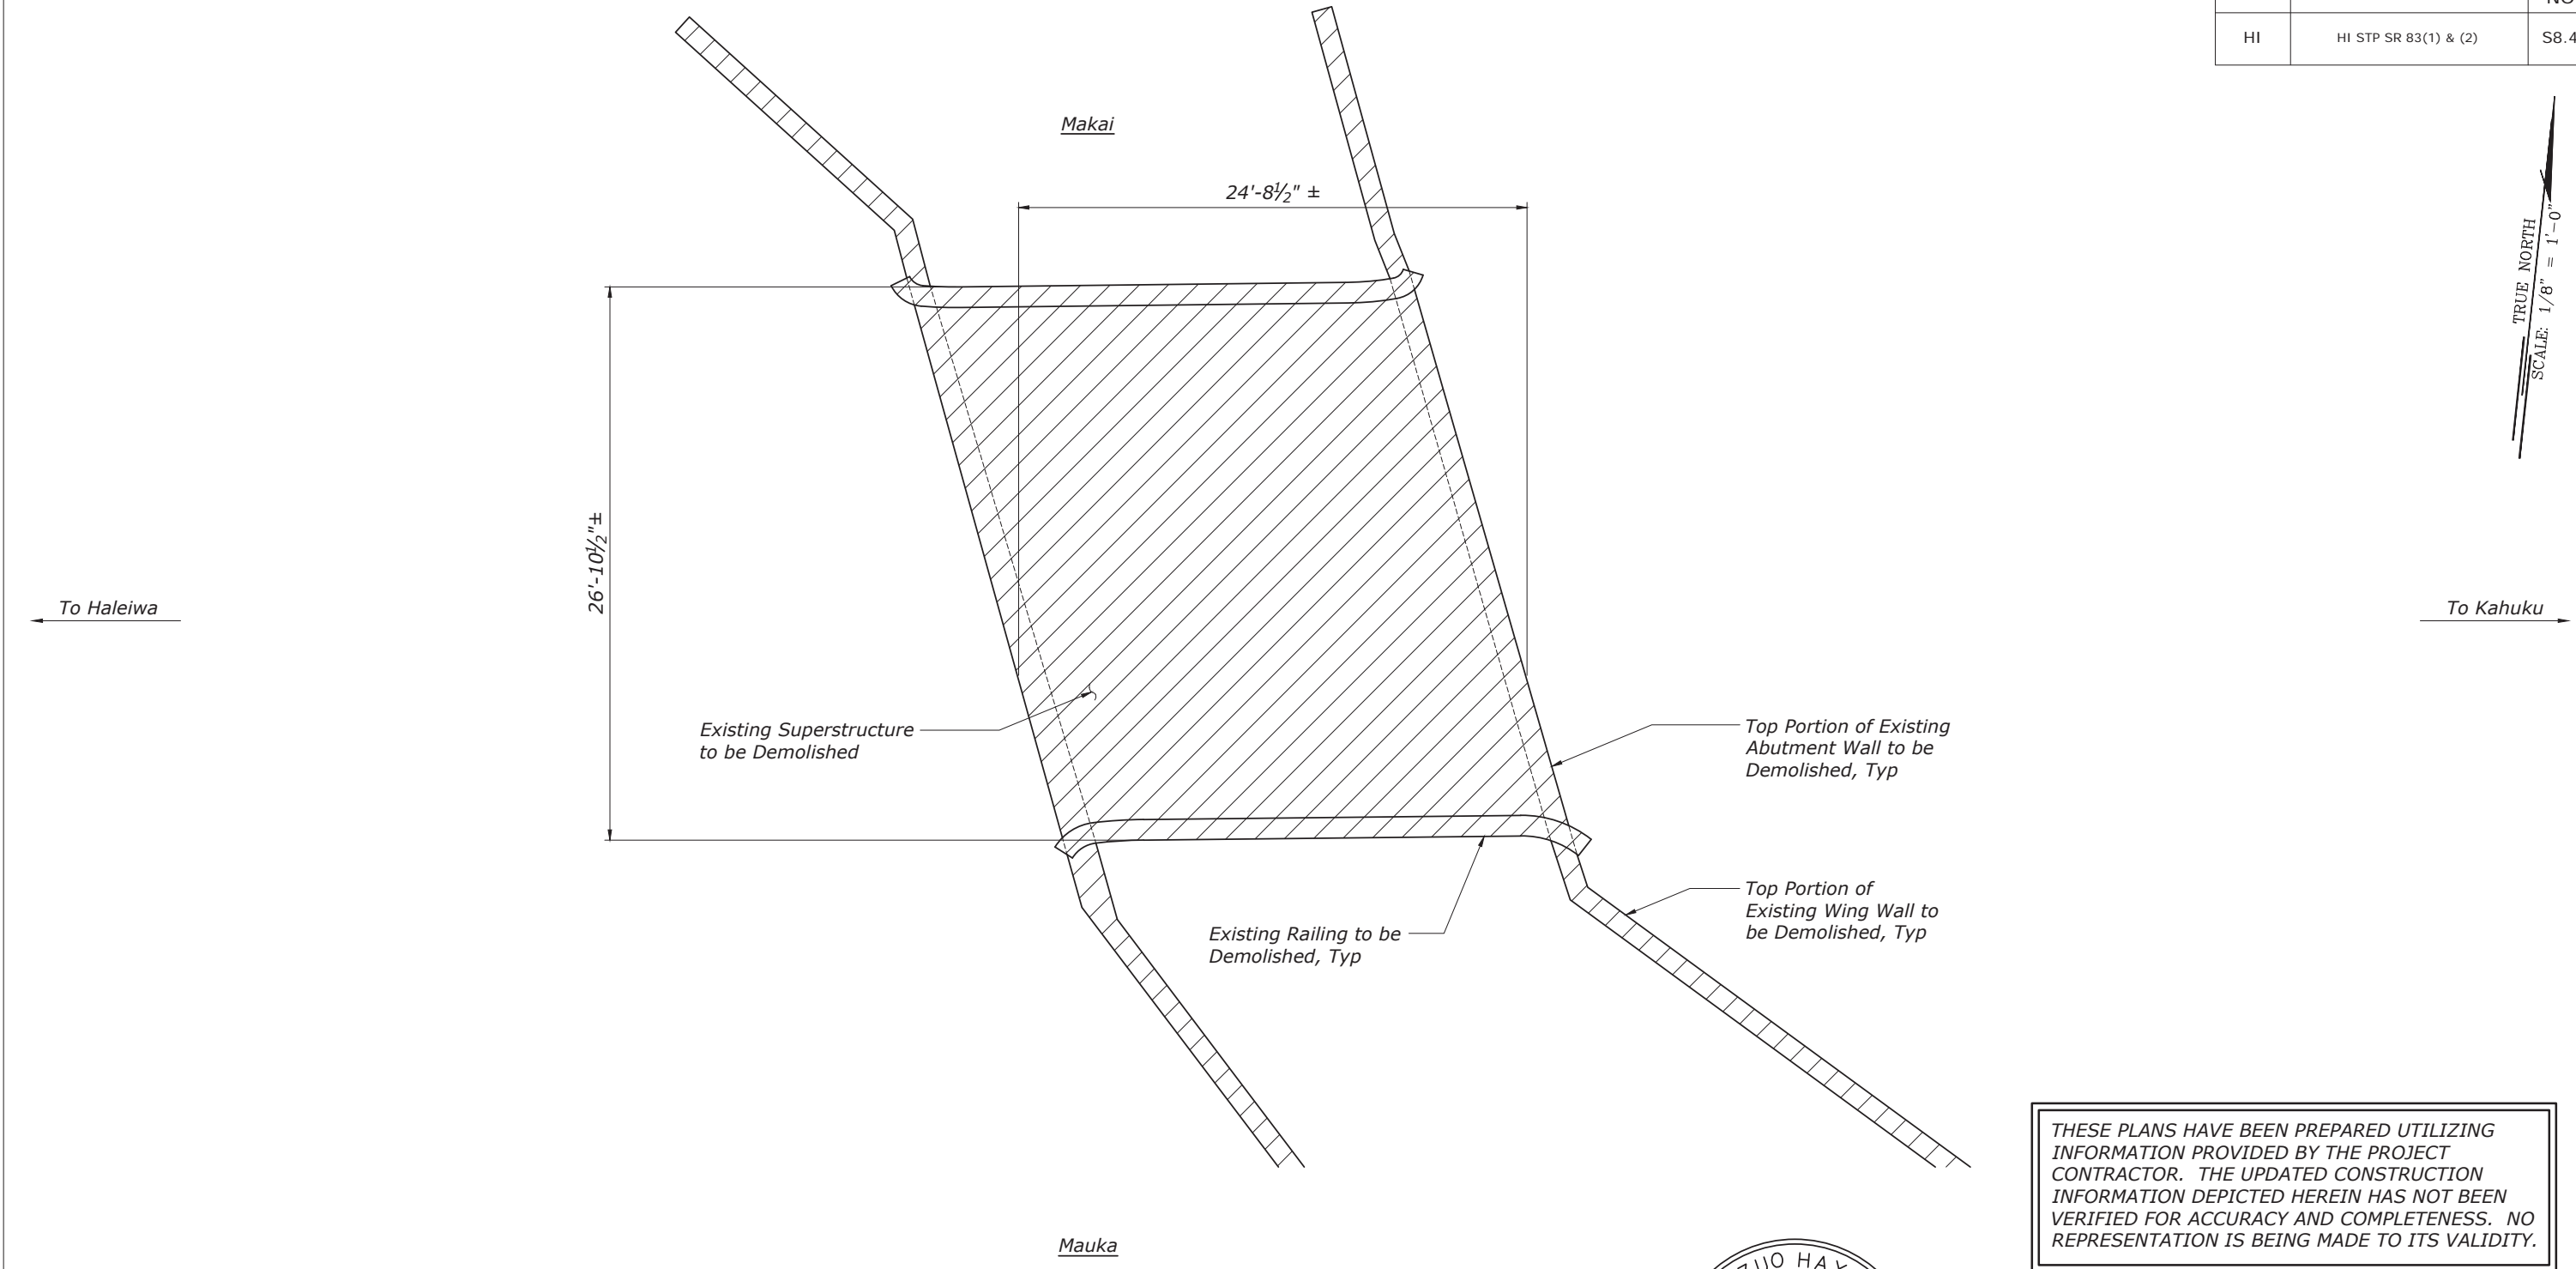 NO
HI HI STP SR 83(1) & (2) S8.4
Makai
24'-8½" ±
TRUE NORTH
SCALE: 1/8" = 1'-0"
26'-10½"±
To Haleiwa
To Kahuku
Existing Superstructure
to be Demolished
Top Portion of Existing
Abutment Wall to be
Demolished, Typ
Top Portion of
Existing Wing Wall to
be Demolished, Typ
Existing Railing to be
Demolished, Typ
THESE PLANS HAVE BEEN PREPARED UTILIZING
INFORMATION PROVIDED BY THE PROJECT
CONTRACTOR. THE UPDATED CONSTRUCTION
INFORMATION DEPICTED HEREIN HAS NOT BEEN
VERIFIED FOR ACCURACY AND COMPLETENESS. NO
REPRESENTATION IS BEING MADE TO ITS VALIDITY.
Mauka